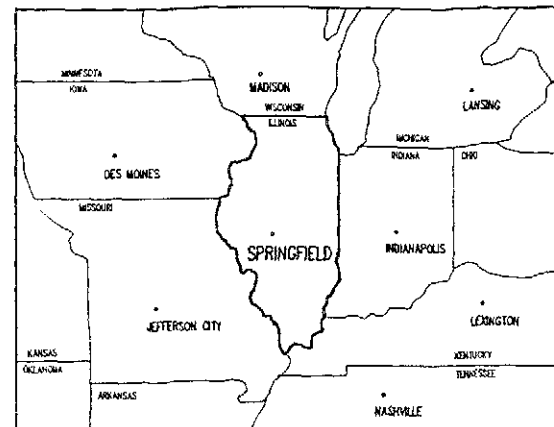 MINNESOTA
IOWA
MADISON
WISCONSIN
ILLINOIS
LANSING
MICHIGAN
INDIANA
OHIO
DES MOINES
MISSOURI
SPRINGFIELD
INDIANAPOLIS
JEFFERSON CITY
LEXINGTON
KANSAS
OKLAHOMA
KENTUCKY
TENNESSEE
ARKANSAS
NASHVILLE